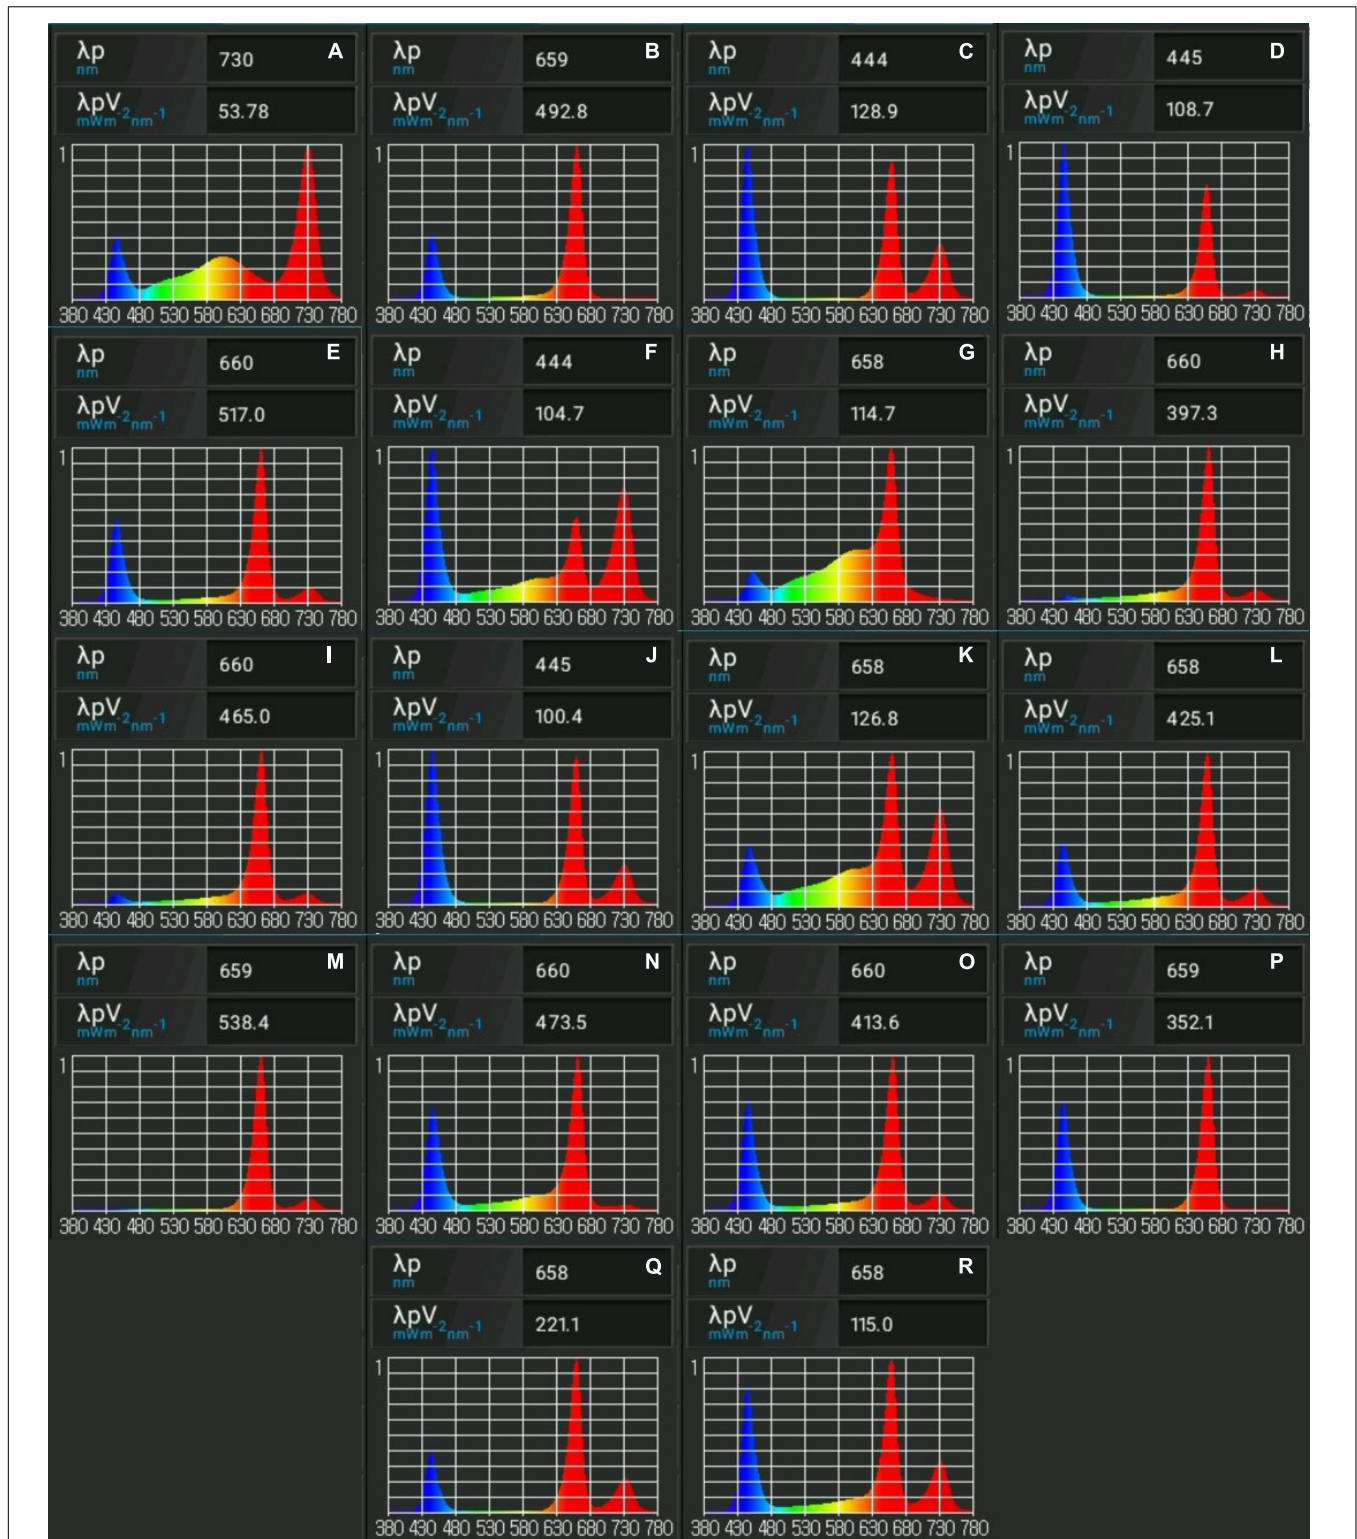 λp nm 730 A λp nm 659 B λp nm 444 C λp nm 445 D
λpV mWm-2nm-1 53.78 λpV mWm-2nm-1 492.8 λpV mWm-2nm-1 128.9 λpV mWm-2nm-1 108.7
1 1 1 1
380 430 480 530 580 630 680 730 780 380 430 480 530 580 630 680 730 780 380 430 480 530 580 630 680 730 780 380 430 480 530 580 630 680 730 780
λp nm 660 E λp nm 444 F λp nm 658 G λp nm 660 H
λpV mWm-2nm-1 517.0 λpV mWm-2nm-1 104.7 λpV mWm-2nm-1 114.7 λpV mWm-2nm-1 397.3
1 1 1 1
380 430 480 530 580 630 680 730 780 380 430 480 530 580 630 680 730 780 380 430 480 530 580 630 680 730 780 380 430 480 530 580 630 680 730 780
λp nm 660 I λp nm 445 J λp nm 658 K λp nm 658 L
λpV mWm-2nm-1 465.0 λpV mWm-2nm-1 100.4 λpV mWm-2nm-1 126.8 λpV mWm-2nm-1 425.1
1 1 1 1
380 430 480 530 580 630 680 730 780 380 430 480 530 580 630 680 730 780 380 430 480 530 580 630 680 730 780 380 430 480 530 580 630 680 730 780
λp nm 659 M λp nm 660 N λp nm 660 O λp nm 659 P
λpV mWm-2nm-1 538.4 λpV mWm-2nm-1 473.5 λpV mWm-2nm-1 413.6 λpV mWm-2nm-1 352.1
1 1 1 1
380 430 480 530 580 630 680 730 780 380 430 480 530 580 630 680 730 780 380 430 480 530 580 630 680 730 780 380 430 480 530 580 630 680 730 780
λp nm 658 Q λp nm 658 R
λpV mWm-2nm-1 221.1 λpV mWm-2nm-1 115.0
1 1
380 430 480 530 580 630 680 730 780 380 430 480 530 580 630 680 730 780